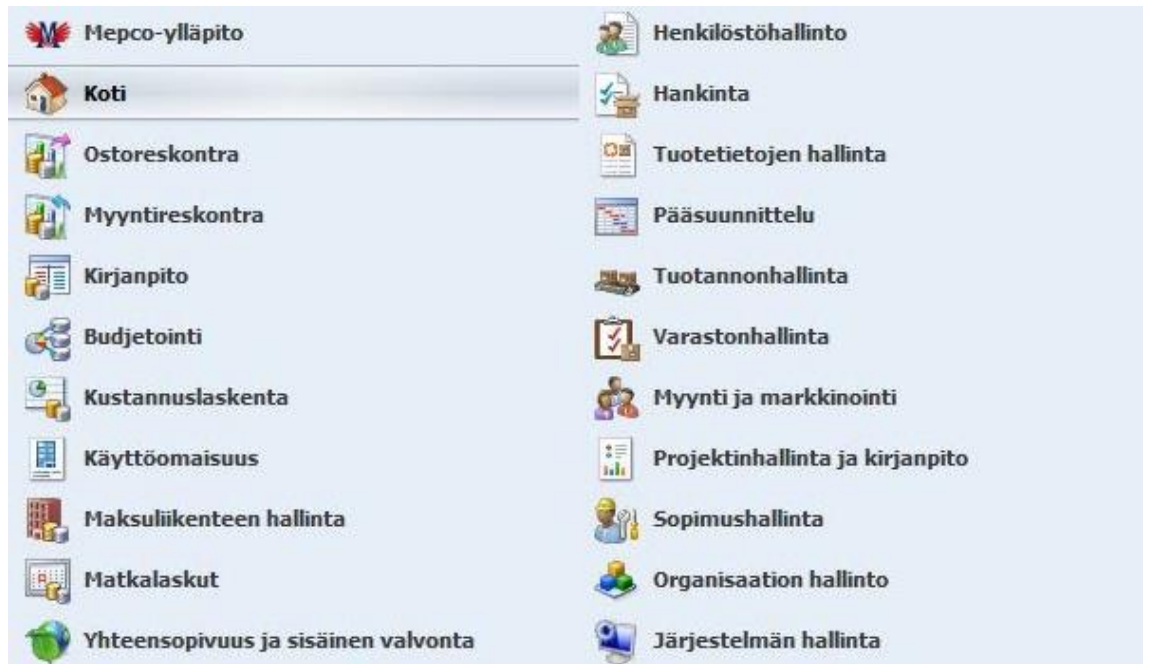 Mepco-ylläpito
Koti
Ostoreskontra
Myyntireskontra
Kirjanpito
Budjetointi
Kustannuslaskenta
Käyttöomaisuus
Maksuliikenteen hallinta
Matkalaskut
Yhteensopivuus ja sisäinen valvonta
Henkilöstöhallinto
Hankinta
Tuotetietojen hallinta
Pääsuunnittelu
Tuotannonhallinta
Varastonhallinta
Myynti ja markkinointi
Projektinhallinta ja kirjanpito
Sopimushallinta
Organisaation hallinto
Järjestelmän hallinta